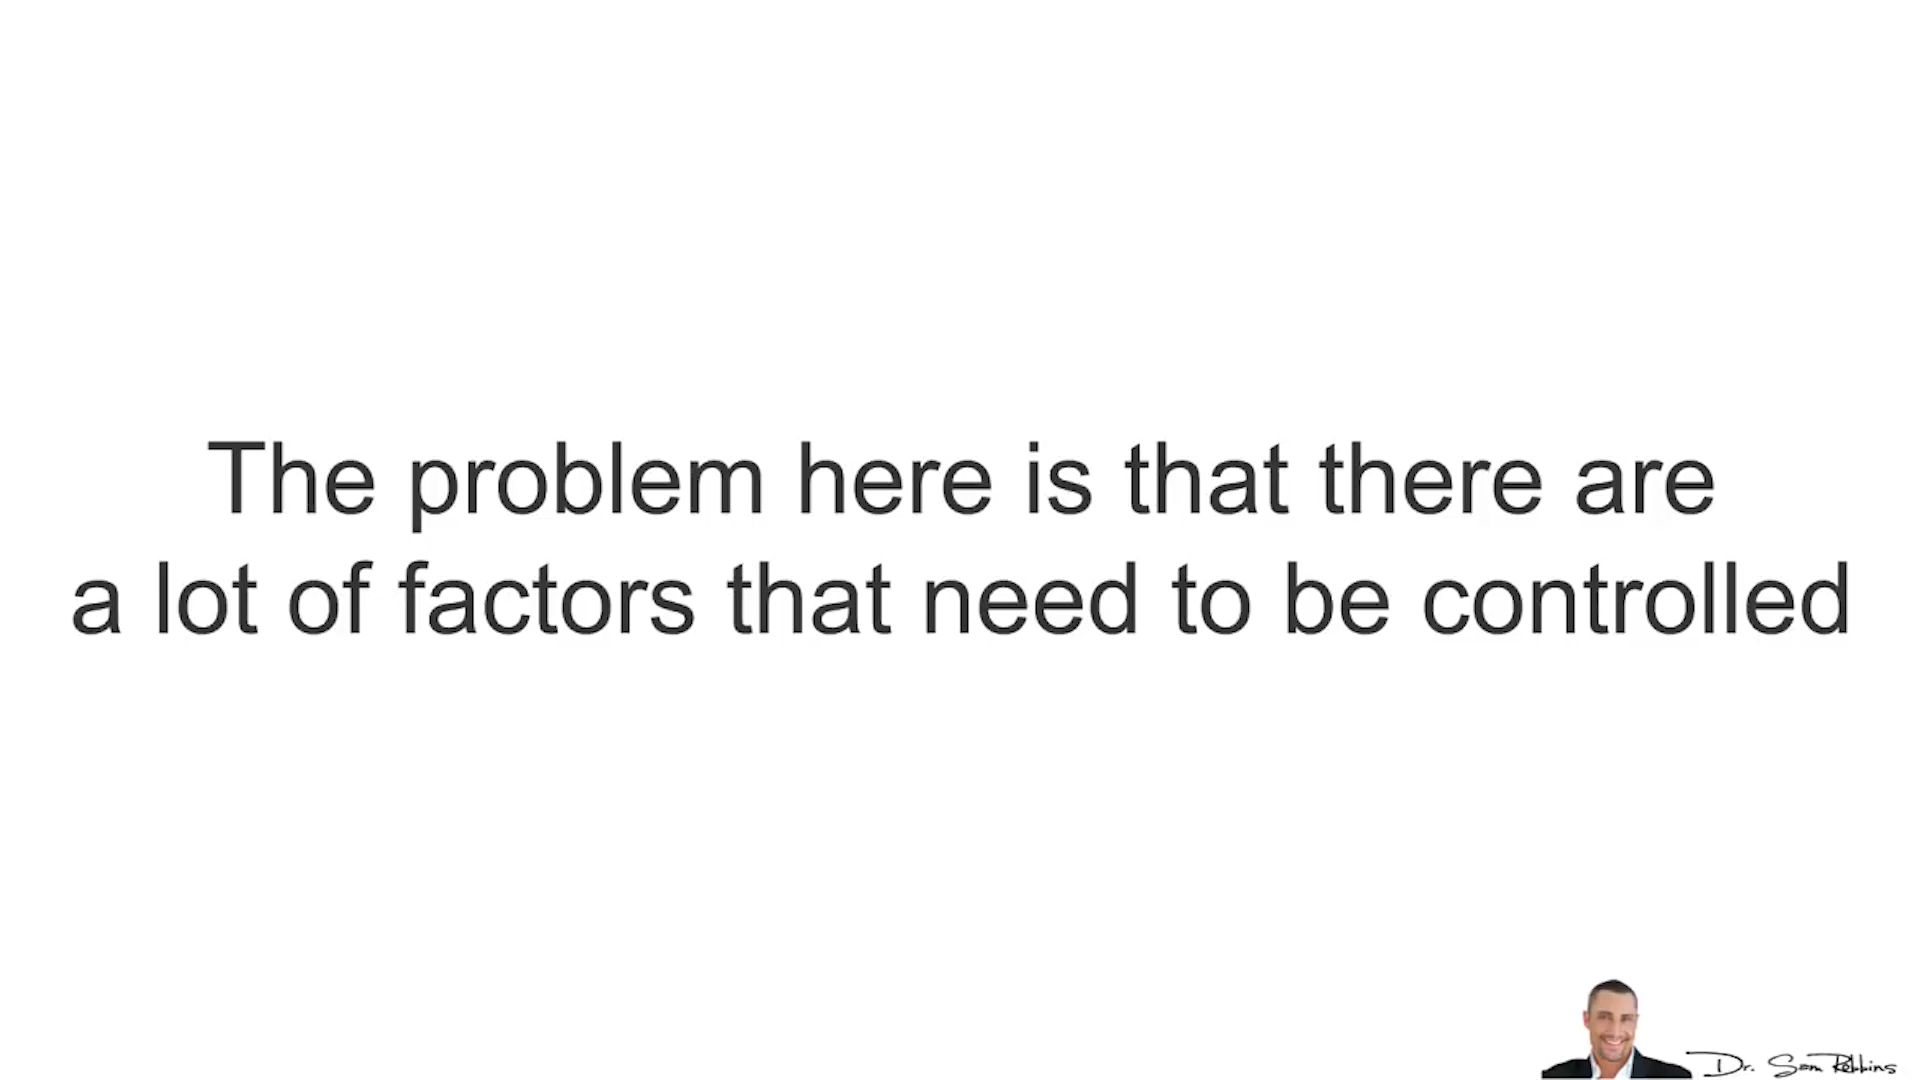 The problem here is that there are
a lot of factors that need to be controlled
Dr. Sam Robbins